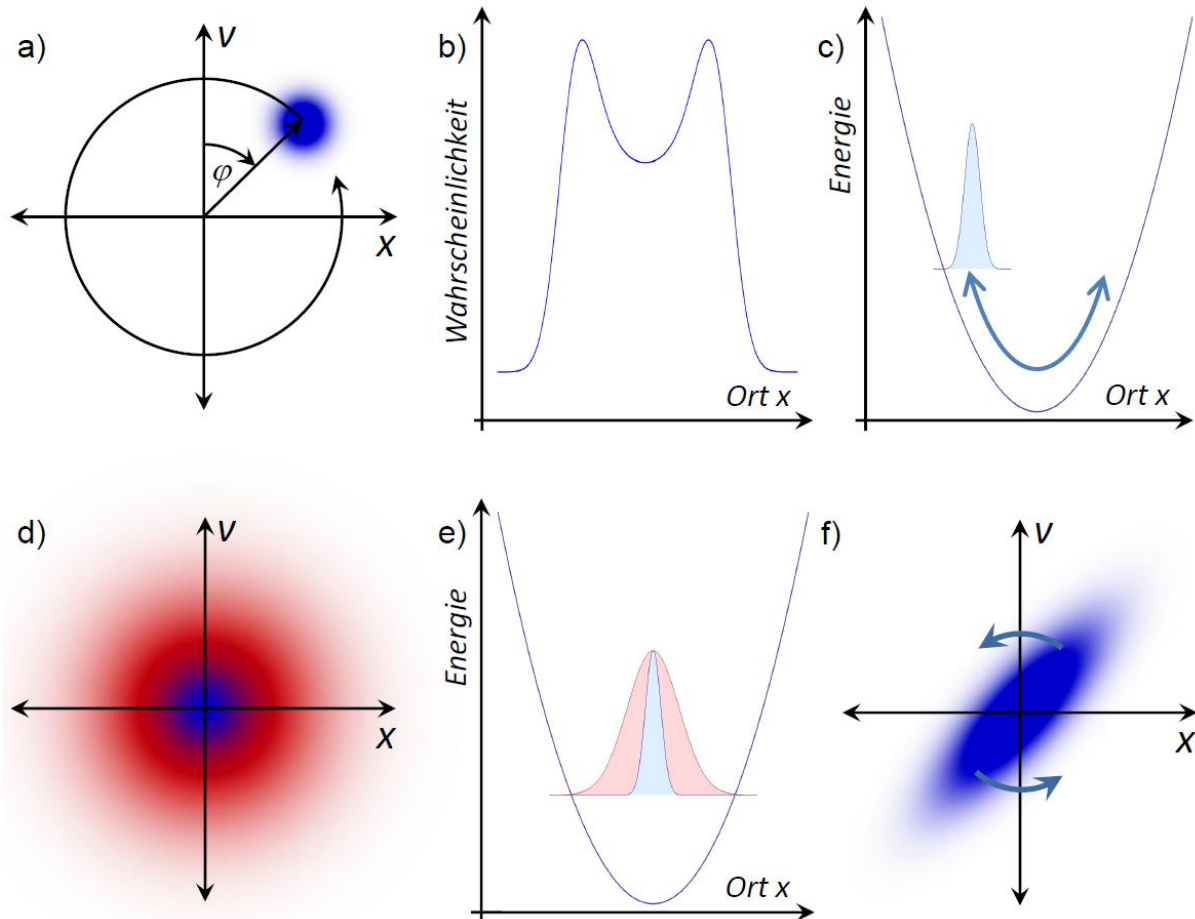 a)
v
φ
x
b)
Wahrscheinlichkeit
Ort x
c)
Energie
Ort x
d)
v
x
e)
Energie
Ort x
f)
v
x